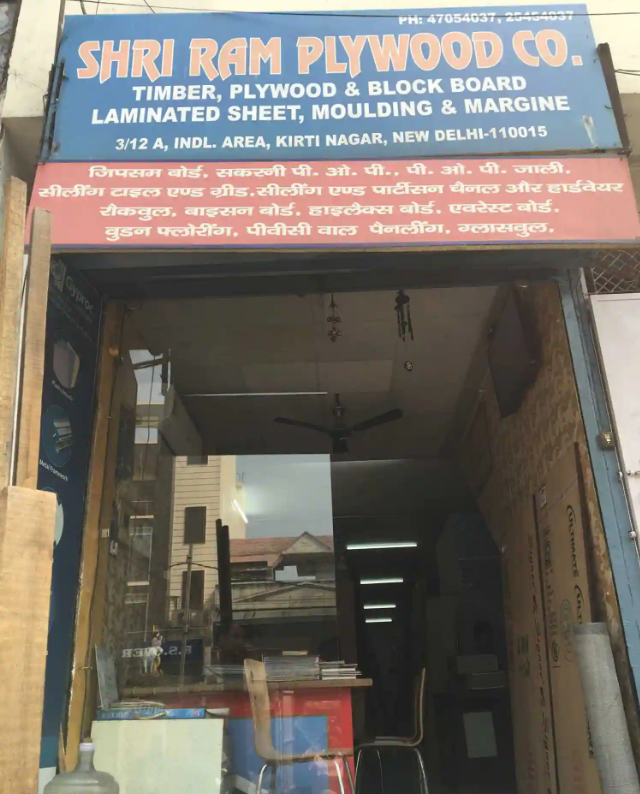 PH: 47054037, 25454037
SHRI RAM PLYWOOD CO.
TIMBER, PLYWOOD & BLOCK BOARD
LAMINATED SHEET, MOULDING & MARGINE
3/12 A, INDL. AREA, KIRTI NAGAR, NEW DELHI-110015
जिपसम बोर्ड, सकरनी पी. ओ. पी., पी. ओ. पी. जाली,
सीलींग टाइल एण्ड ग्रीड, सीलींग एण्ड पार्टीसन चैनल और हार्डवेयर
रौकवुल, बाइसन बोर्ड, हाइलैक्स बोर्ड, एवरेस्ट बोर्ड,
वुडन फ्लोरींग, पीवीसी वाल पैनलींग, ग्लासवुल,
Gyproc
ULTIMATE